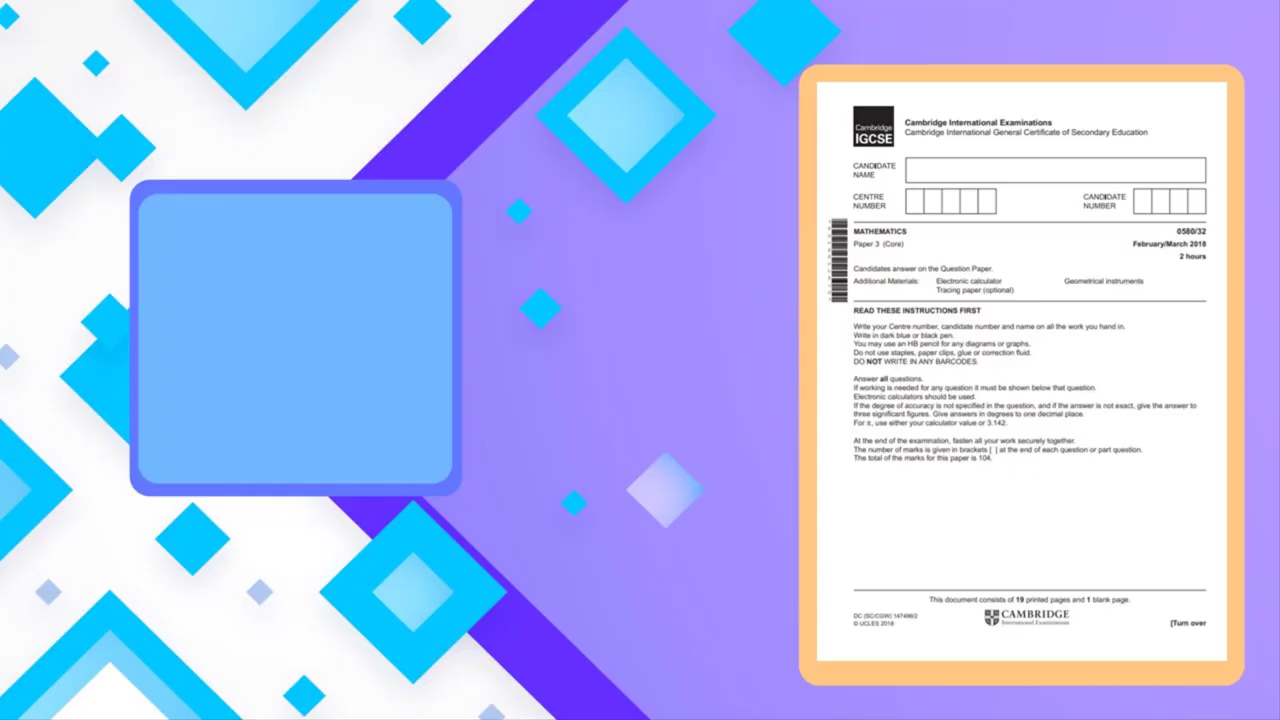 Cambridge
IGCSE
Cambridge International Examinations
Cambridge International General Certificate of Secondary Education
CANDIDATE
NAME
CENTRE
NUMBER
CANDIDATE
NUMBER
MATHEMATICS 0580/32
Paper 3 (Core) February/March 2018
2 hours
Candidates answer on the Question Paper.
Additional Materials: Electronic calculator Geometrical instruments
Tracing paper (optional)
READ THESE INSTRUCTIONS FIRST
Write your Centre number, candidate number and name on all the work you hand in.
Write in dark blue or black pen.
You may use an HB pencil for any diagrams or graphs.
Do not use staples, paper clips, glue or correction fluid.
DO NOT WRITE IN ANY BARCODES.
Answer all questions.
If working is needed for any question it must be shown below that question.
Electronic calculators should be used.
If the degree of accuracy is not specified in the question, and if the answer is not exact, give the answer to
three significant figures. Give answers in degrees to one decimal place.
For π, use either your calculator value or 3.142.
At the end of the examination, fasten all your work securely together.
The number of marks is given in brackets [ ] at the end of each question or part question.
The total of the marks for this paper is 104.
This document consists of 19 printed pages and 1 blank page.
DC (SC/CGW) 147496/2
© UCLES 2018
CAMBRIDGE
International Examinations
[Turn over